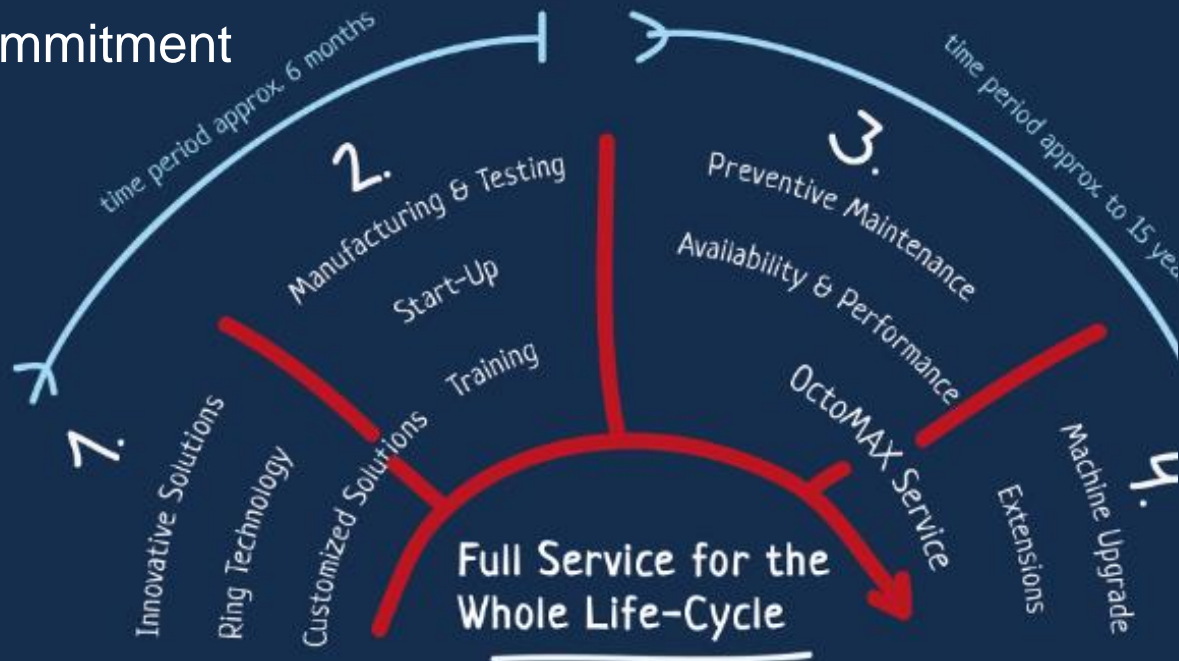 mmitment
time period approx. 6 months
1.
Innovative Solutions
Ring Technology
Customized Solutions
2.
Manufacturing & Testing
Start-Up
Training
time period approx. to 15 yea
3.
Preventive Maintenance
Availability & Performance
OctoMAX Service
4.
Machine Upgrade
Extensions
Full Service for the
Whole Life-Cycle